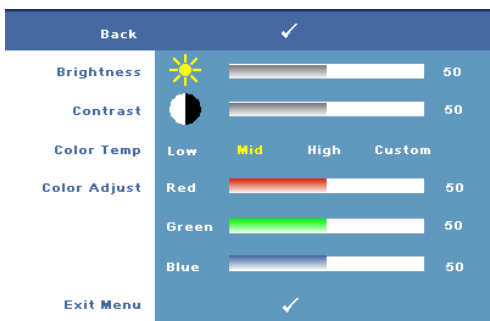 Back
Brightness 50
Contrast 50
Color Temp Low Mid High Custom
Color Adjust Red 50
Green 50
Blue 50
Exit Menu